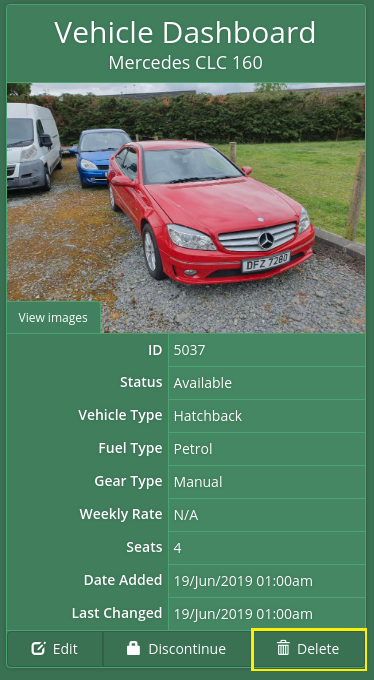 Vehicle Dashboard
Mercedes CLC 160
DFZ 7280
View images
ID 5037
Status Available
Vehicle Type Hatchback
Fuel Type Petrol
Gear Type Manual
Weekly Rate N/A
Seats 4
Date Added 19/Jun/2019 01:00am
Last Changed 19/Jun/2019 01:00am
Edit Discontinue Delete